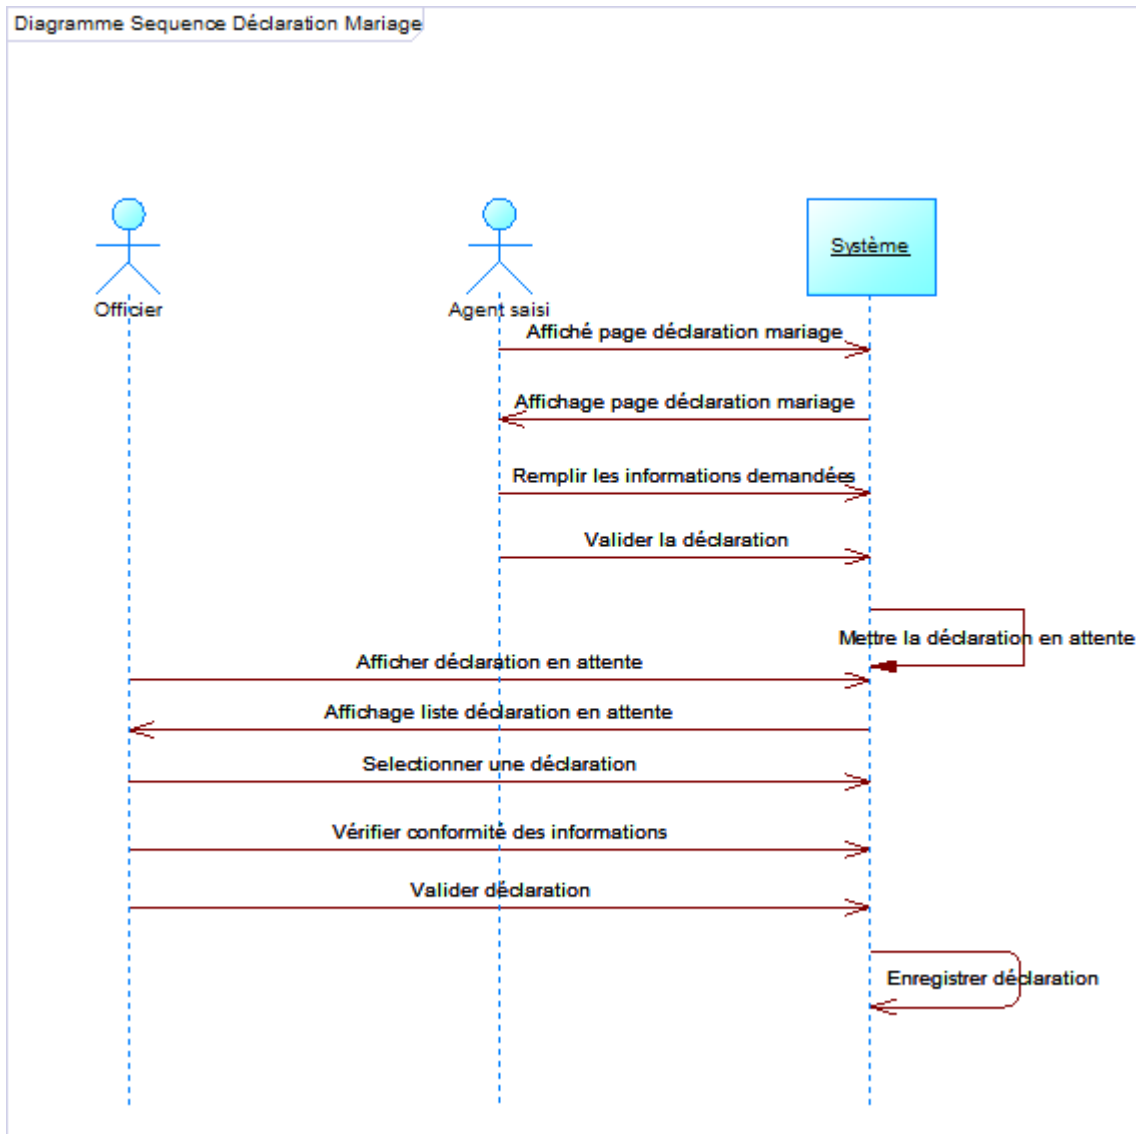 Diagramme Sequence Déclaration Mariage
Officier
Agent saisi
Système
Affiché page déclaration mariage
Affichage page déclaration mariage
Remplir les informations demandées
Valider la déclaration
Mettre la déclaration en attente
Afficher déclaration en attente
Affichage liste déclaration en attente
Selectionner une déclaration
Vérifier conformité des informations
Valider déclaration
Enregistrer déclaration